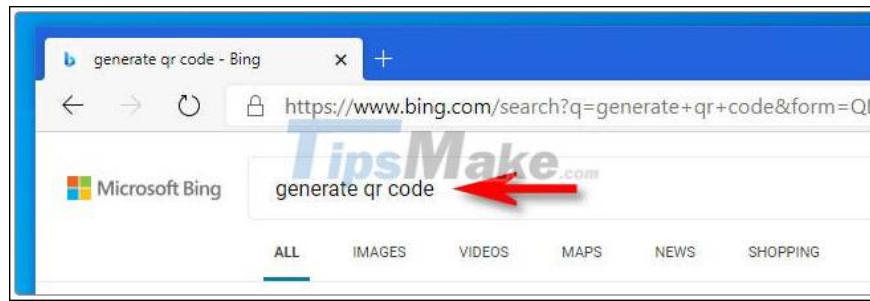 generate qr code - Bing
https://www.bing.com/search?q=generate+qr+code&form=Q
TipsMake.com
Microsoft Bing
generate qr code
ALL IMAGES VIDEOS MAPS NEWS SHOPPING